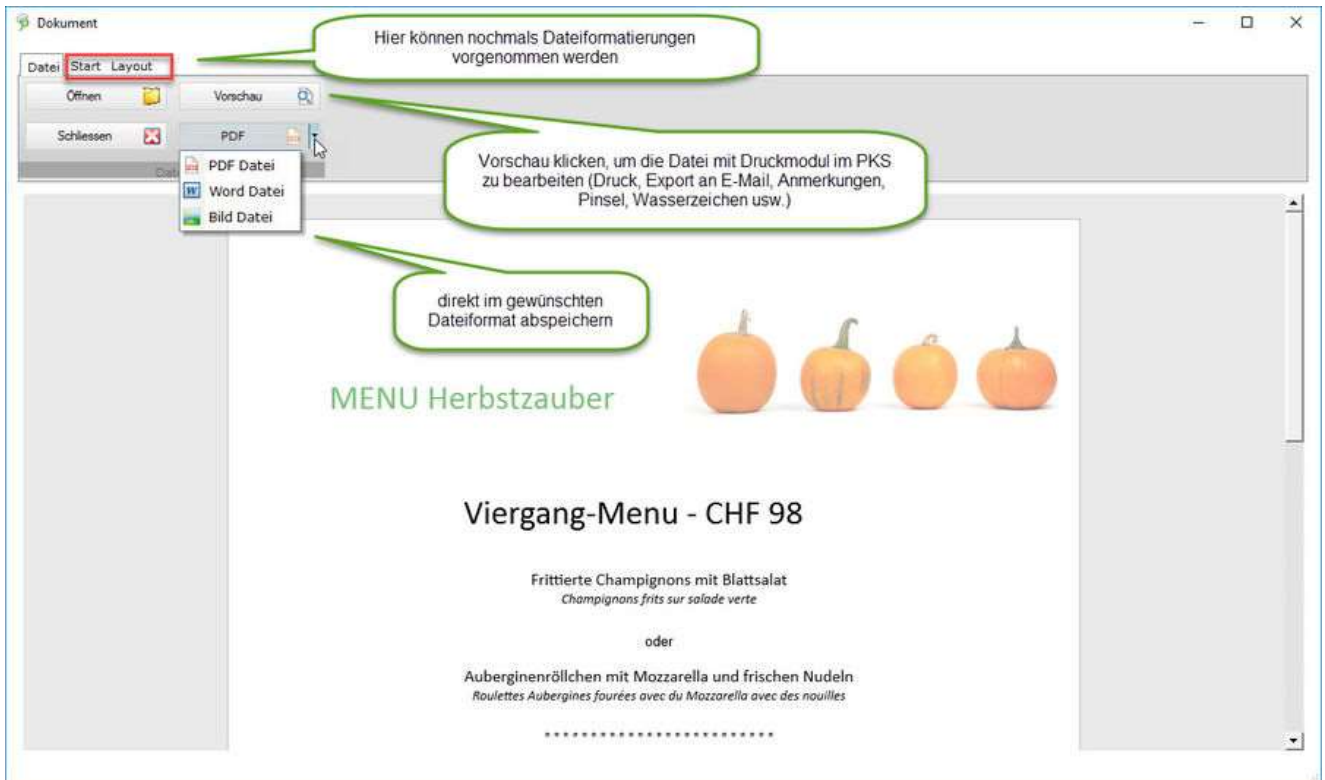 Dokument
Hier können nochmals Dateiformatierungen
vorgenommen werden
Datei Start Layout
Öffnen Vorschau
Schliessen PDF
PDF Datei
Word Datei
Bild Datei
Vorschau klicken, um die Datei mit Druckmodul im PKS
zu bearbeiten (Druck, Export an E-Mail, Anmerkungen,
Pinsel, Wasserzeichen usw.)
direkt im gewünschten
Dateiformat abspeichern
MENU Herbstzauber
Viergang-Menu - CHF 98
Frittierte Champignons mit Blattsalat
Champignons frits sur salade verte
oder
Auberginenröllchen mit Mozzarella und frischen Nudeln
Roulettes Aubergines fourées avec du Mozzarella avec des nouilles
*************************